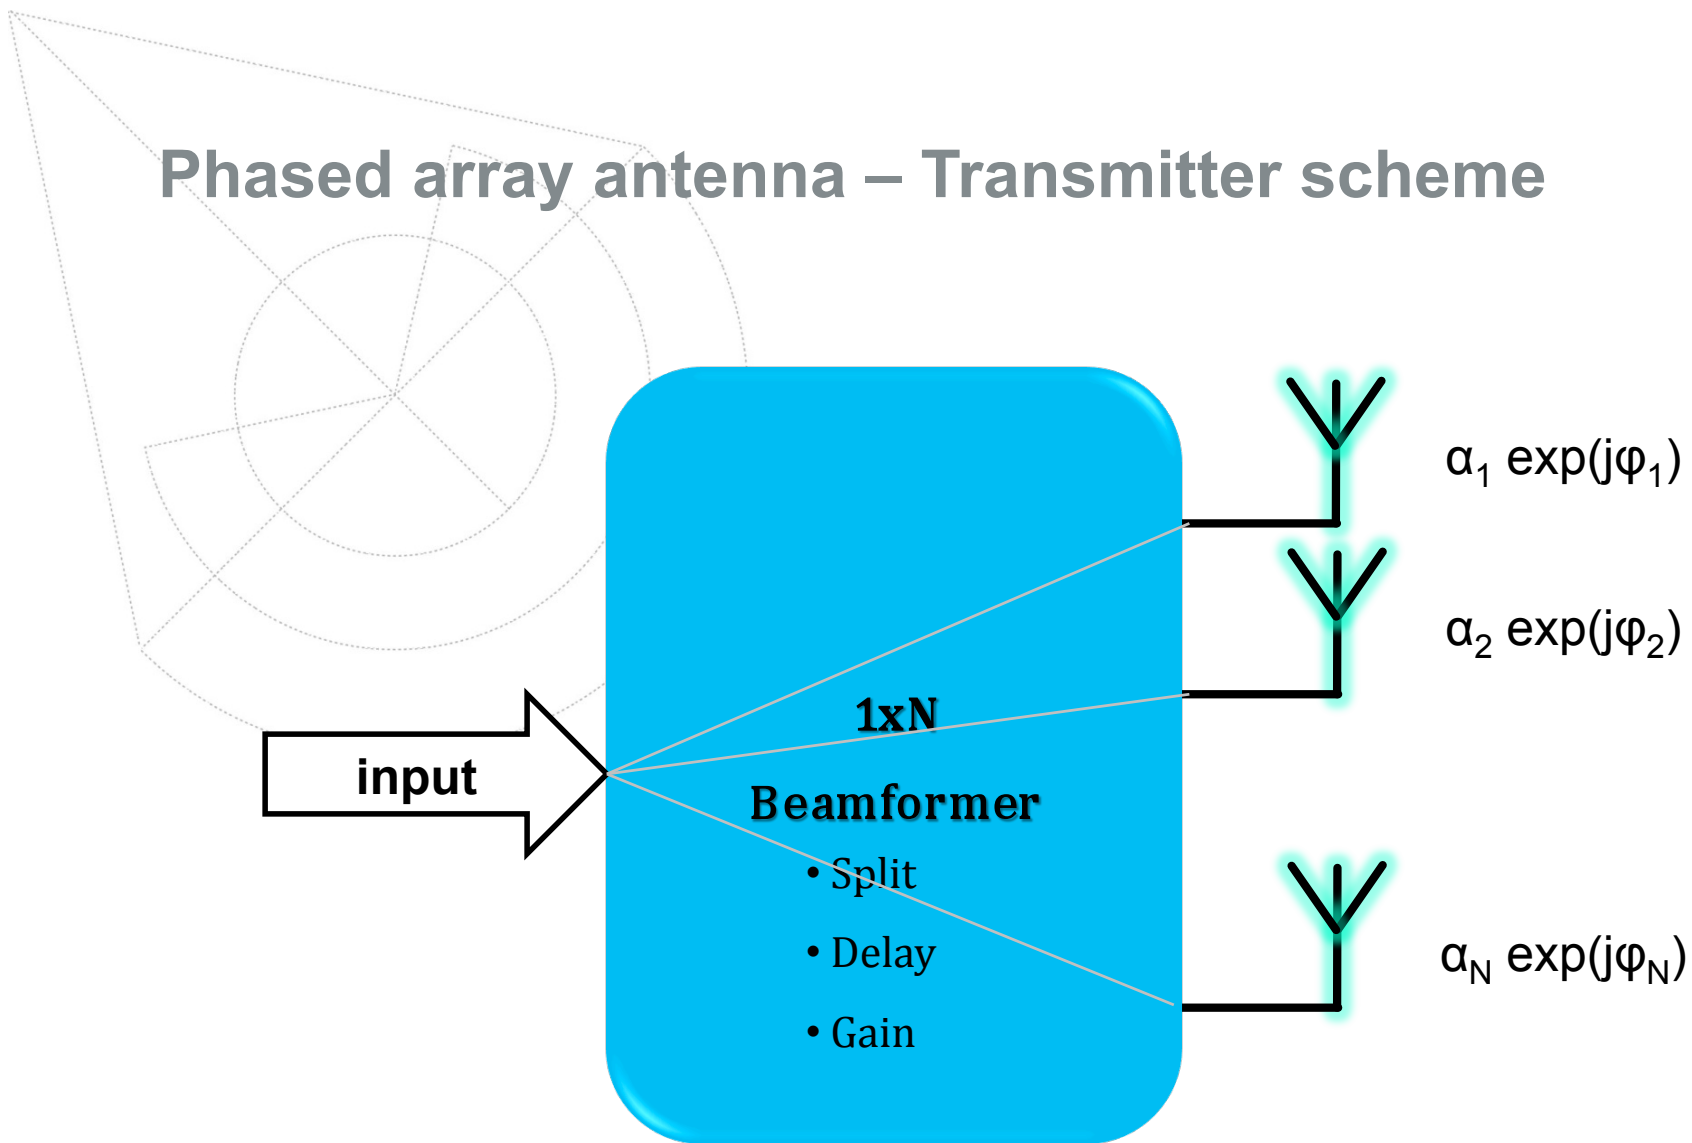 Phased array antenna – Transmitter scheme
α₁ exp(jφ₁)
α₂ exp(jφ₂)
1xN
input
Beamformer
• Split
• Delay
αN exp(jφN)
• Gain